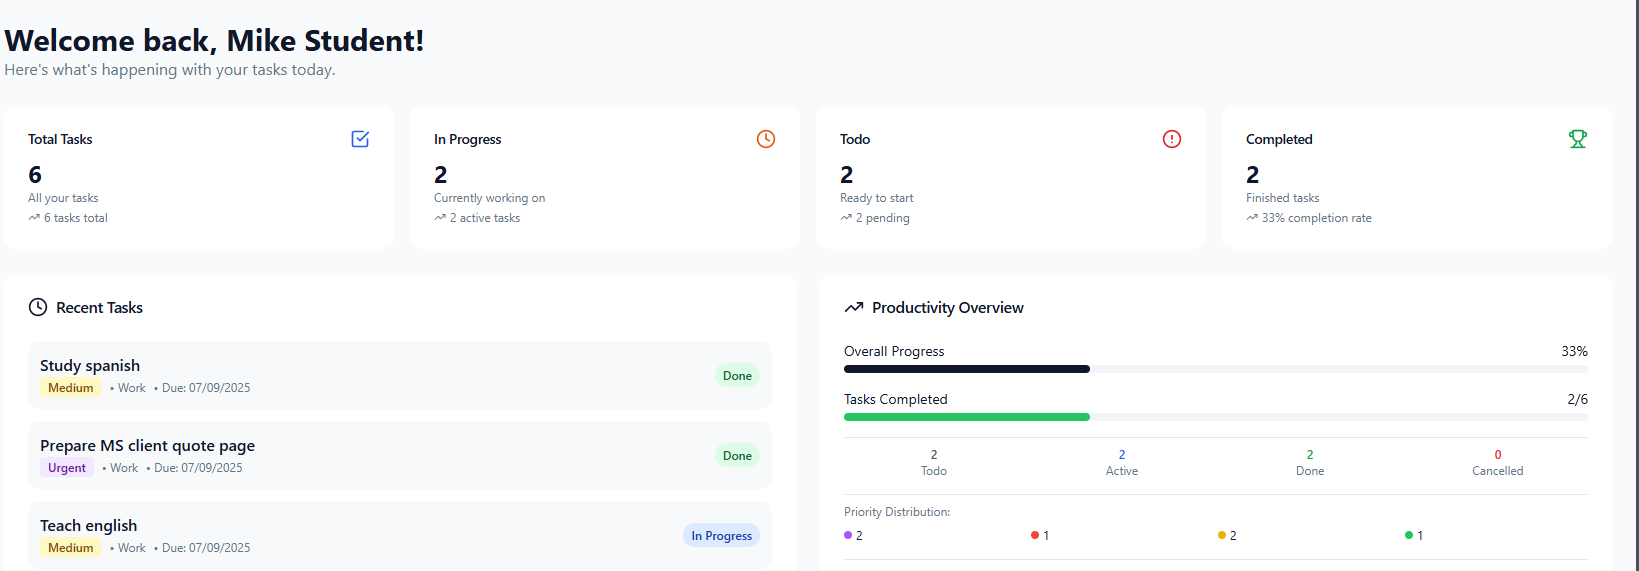 Welcome back, Mike Student!
Here's what's happening with your tasks today.
Total Tasks
6
All your tasks
6 tasks total
In Progress
2
Currently working on
2 active tasks
Todo
2
Ready to start
2 pending
Completed
2
Finished tasks
33% completion rate
Recent Tasks
Study spanish
Medium • Work • Due: 07/09/2025
Done
Prepare MS client quote page
Urgent • Work • Due: 07/09/2025
Done
Teach english
Medium • Work • Due: 07/09/2025
In Progress
Productivity Overview
Overall Progress 33%
Tasks Completed 2/6
2 2 2 0
Todo Active Done Cancelled
Priority Distribution:
2 1 2 1